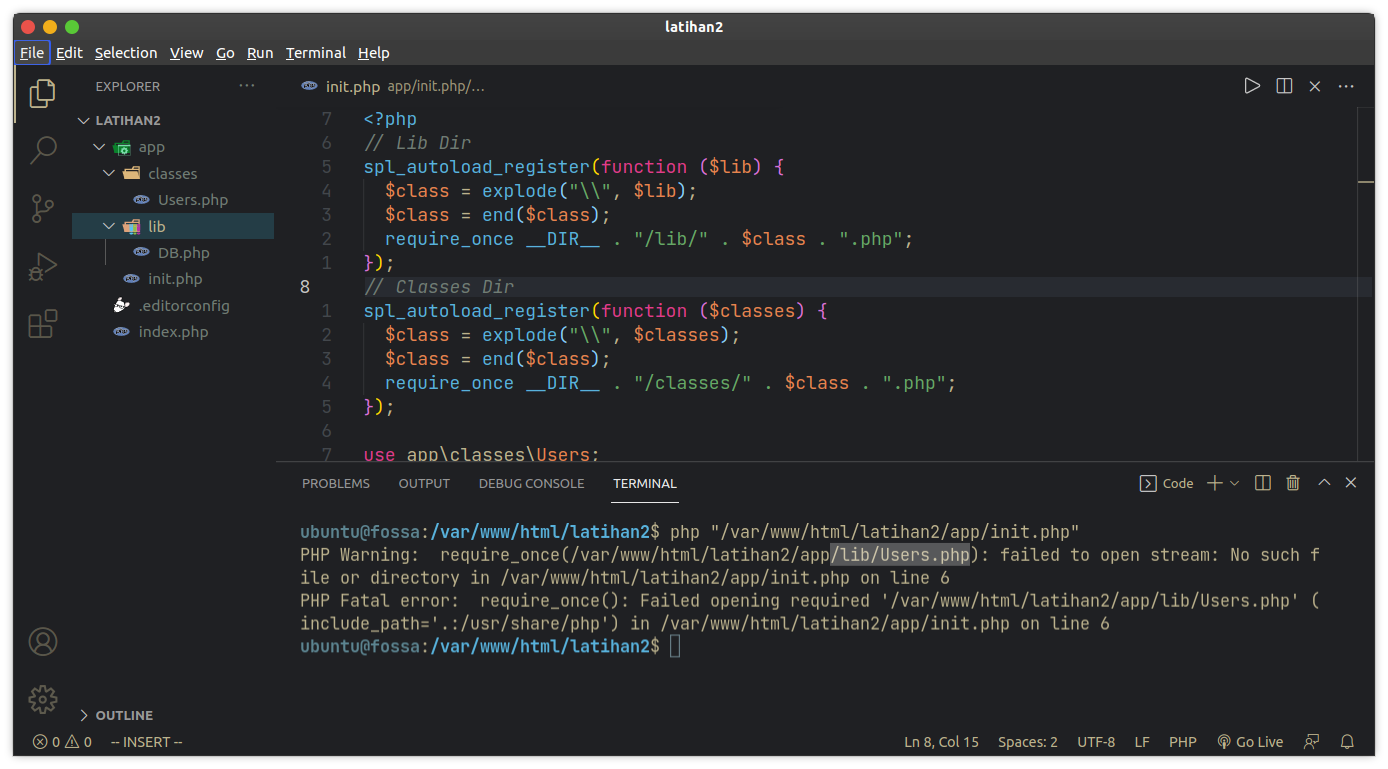 latihan2
File Edit Selection View Go Run Terminal Help
EXPLORER ...
LATIHAN2
app
classes
Users.php
lib
DB.php
init.php
.editorconfig
index.php
OUTLINE
init.php app/init.php/...
7 <?php
6 // Lib Dir
5 spl_autoload_register(function ($lib) {
4 $class = explode("\\", $lib);
3 $class = end($class);
2 require_once __DIR__ . "/lib/" . $class . ".php";
1 });
8 // Classes Dir
1 spl_autoload_register(function ($classes) {
2 $class = explode("\\", $classes);
3 $class = end($class);
4 require_once __DIR__ . "/classes/" . $class . ".php";
5 });
6
7 use app\classes\Users;
PROBLEMS OUTPUT DEBUG CONSOLE TERMINAL Code
ubuntu@fossa:/var/www/html/latihan2$ php "/var/www/html/latihan2/app/init.php"
PHP Warning:  require_once(/var/www/html/latihan2/app/lib/Users.php): failed to open stream: No such f
ile or directory in /var/www/html/latihan2/app/init.php on line 6
PHP Fatal error:  require_once(): Failed opening required '/var/www/html/latihan2/app/lib/Users.php' (
include_path='.:/usr/share/php') in /var/www/html/latihan2/app/init.php on line 6
ubuntu@fossa:/var/www/html/latihan2$
0 0 -- INSERT -- Ln 8, Col 15 Spaces: 2 UTF-8 LF PHP Go Live